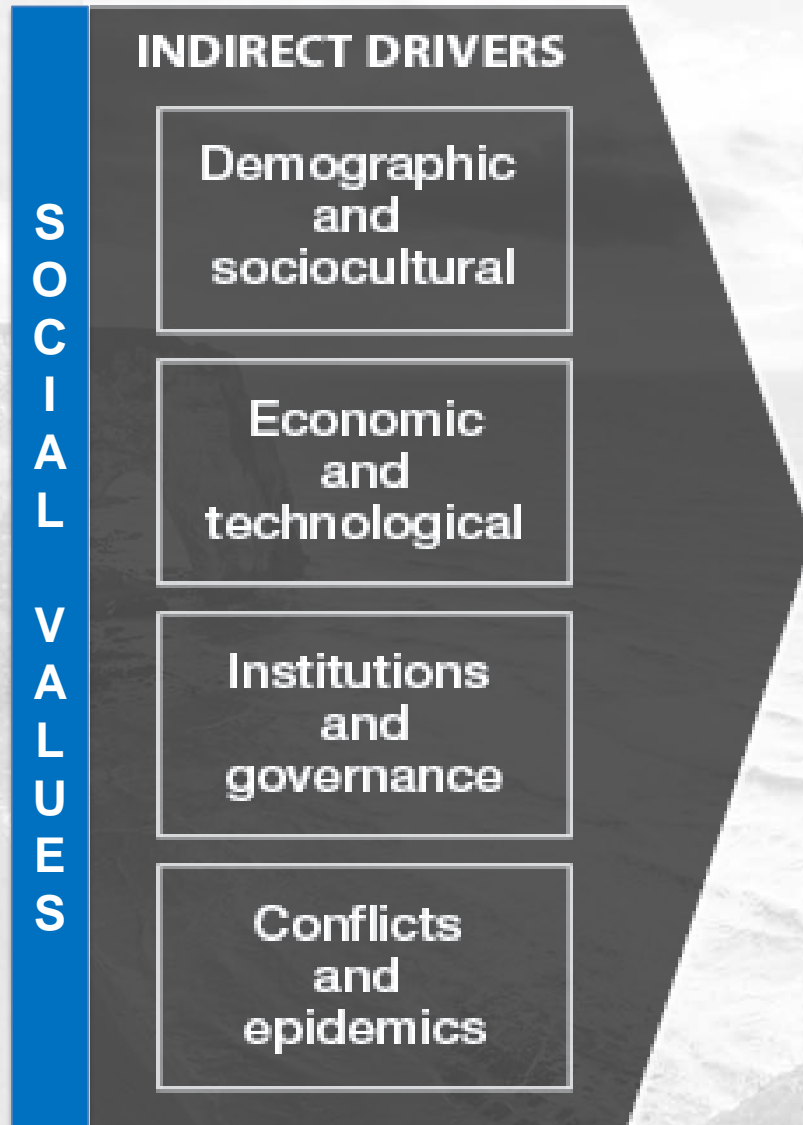 SOCIAL VALUES
INDIRECT DRIVERS
Demographic
and
sociocultural
Economic
and
technological
Institutions
and
governance
Conflicts
and
epidemics